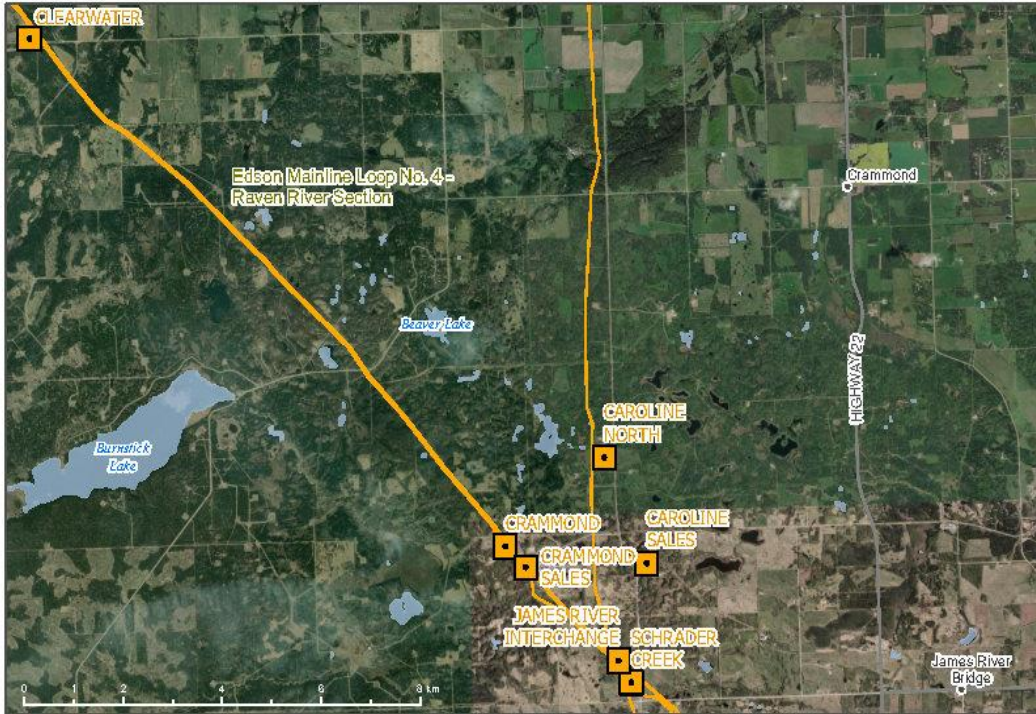 CLEARWATER
Edson Mainline Loop No. 4 -
Raven River Section
Crammond
Beaver Lake
HIGHWAY 22
Burnstick
Lake
CAROLINE
NORTH
CRAMMOND
CAROLINE
SALES
CRAMMOND
SALES
JAMES RIVER
INTERCHANGE
SCHRADER
CREEK
James River
Bridge
0 2 4 6 8 km